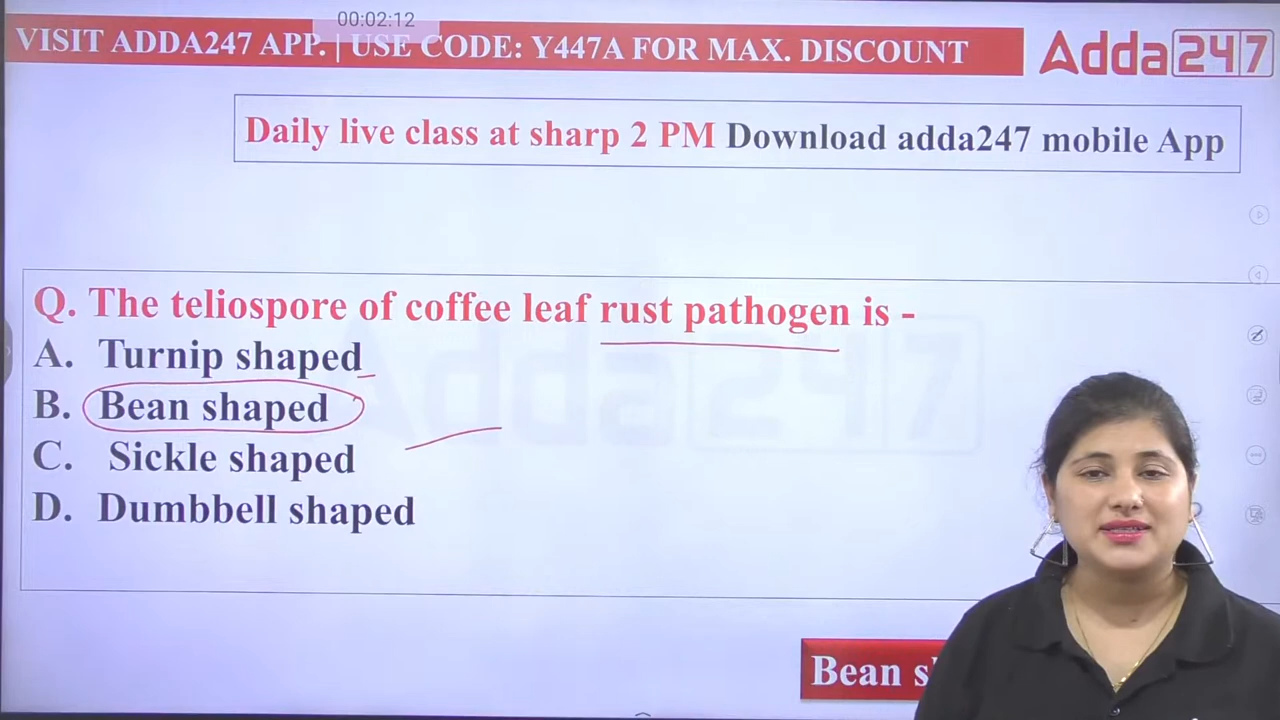 00:02:12
VISIT ADDA247 APP. | USE CODE: Y447A FOR MAX. DISCOUNT
Adda247
Daily live class at sharp 2 PM Download adda247 mobile App
Q. The teliospore of coffee leaf rust pathogen is -
A. Turnip shaped
B. Bean shaped
C. Sickle shaped
D. Dumbbell shaped
Adda247
Bean s